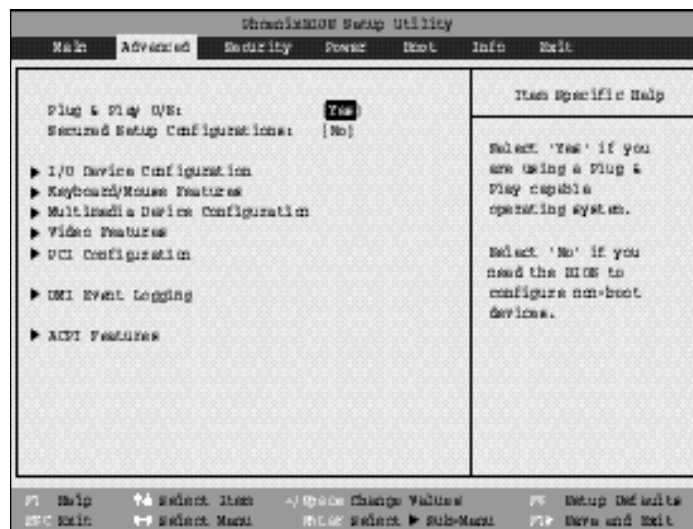 PhoenixBIOS Setup Utility
Main Advanced Security Power Boot Info Exit
Plug & Play O/S: [Yes]
Secured Setup Configurations: [No]
▶ I/O Device Configuration
▶ Keyboard/Mouse Features
▶ Multimedia Device Configuration
▶ Video Features
▶ PCI Configuration
▶ DMI Event Logging
▶ ACPI Features
Item Specific Help
Select 'Yes' if you
are using a Plug &
Play capable
operating system.
Select 'No' if you
need the BIOS to
configure non-boot
devices.
F1 Help ↑↓ Select Item -/Space Change Values F9 Setup Defaults
ESC Exit ←→ Select Menu Enter Select ▶ Sub-Menu F10 Save and Exit